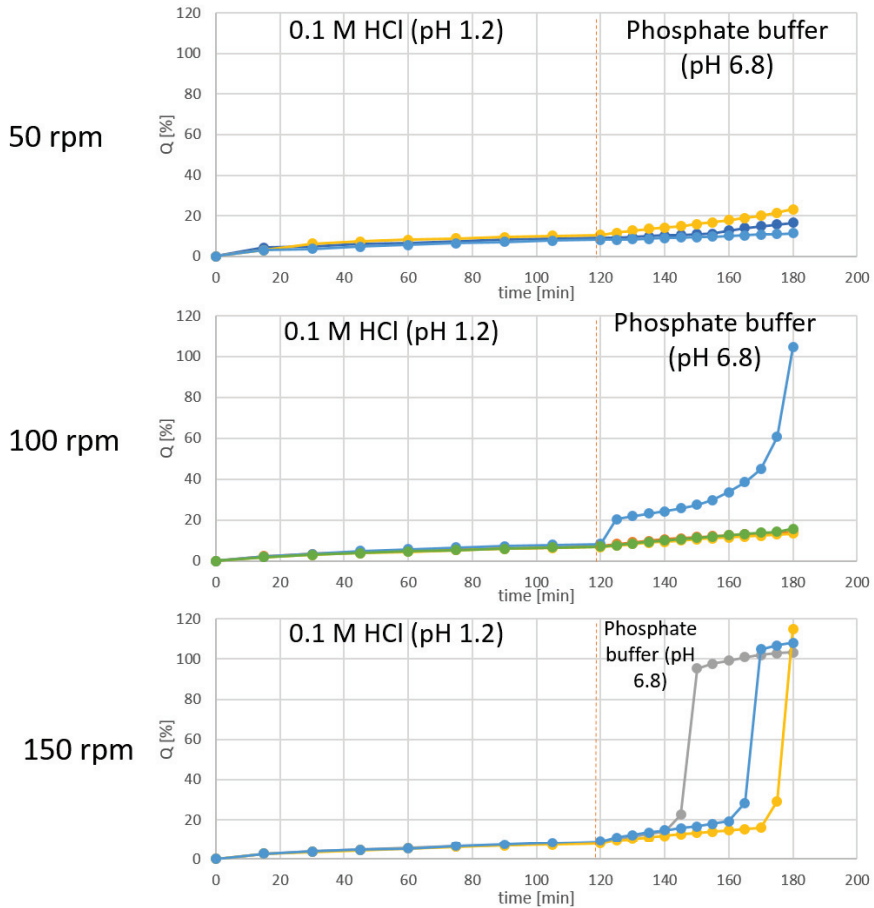 0.1 M HCl (pH 1.2)
Phosphate buffer
(pH 6.8)
50 rpm
Q [%]
120
100
80
60
40
20
0
0 20 40 60 80 100 120 140 160 180 200
time [min]
0.1 M HCl (pH 1.2)
Phosphate buffer
(pH 6.8)
100 rpm
Q [%]
120
100
80
60
40
20
0
0 20 40 60 80 100 120 140 160 180 200
time [min]
0.1 M HCl (pH 1.2)
Phosphate
buffer (pH
6.8)
150 rpm
Q [%]
120
100
80
60
40
20
0
0 20 40 60 80 100 120 140 160 180 200
time [min]